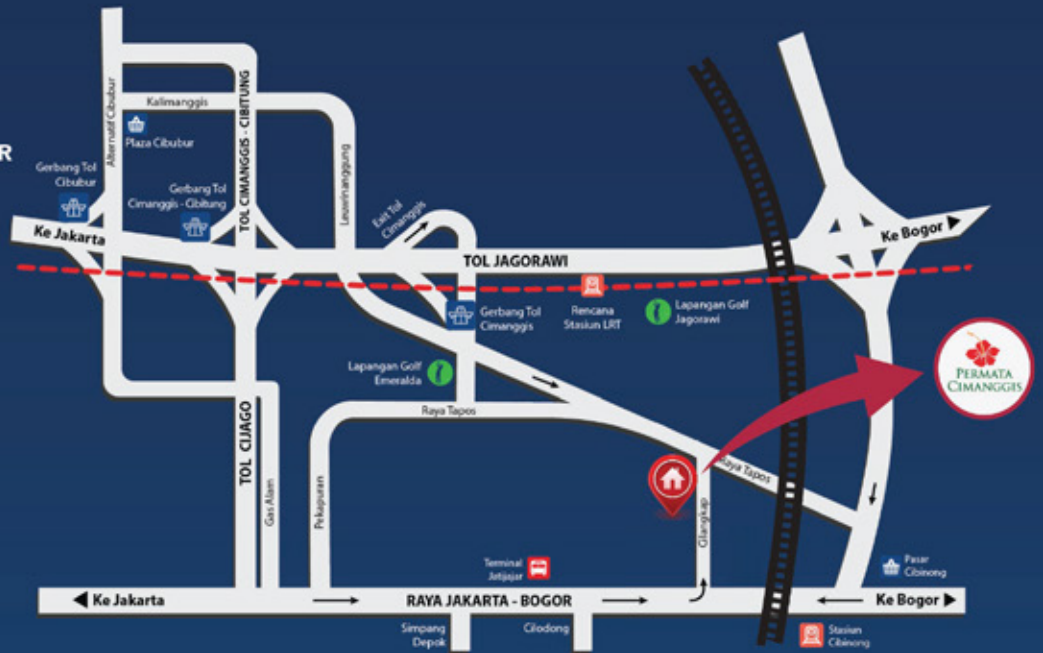 R
Alternatif Cibubur
Kalimanggis
Plaza Cibubur
TOL CIMANGGIS - CIBITUNG
Gerbang Tol
Cibubur
Gerbang Tol
Cimanggis - Cibitung
Leuwinanggung
Exit Tol
Cimanggis
Ke Jakarta
TOL JAGORAWI
Ke Bogor
Gerbang Tol
Cimanggis
Rencana
Stasiun LRT
Lapangan Golf
Jagorawi
PERMATA
CIMANGGIS
Lapangan Golf
Emeralda
Raya Tapos
TOL CIJAGO
Gas Alam
Pekapuran
Raya Tapos
Cilangkap
Terminal
Jatijajar
Pasar
Cibinong
Ke Jakarta
RAYA JAKARTA - BOGOR
Ke Bogor
Simpang
Depok
Cilodong
Stasiun
Cibinong